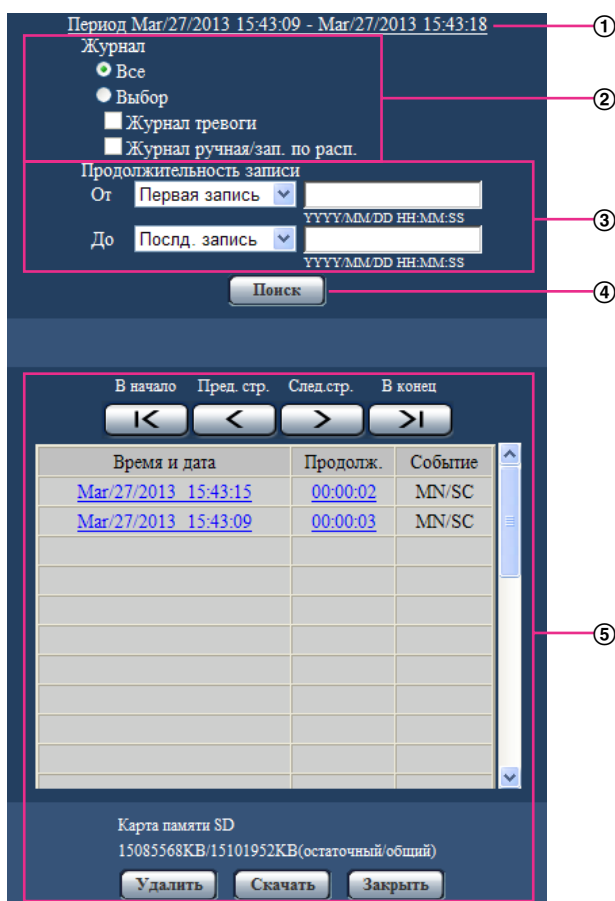 Период Mar/27/2013 15:43:09 - Mar/27/2013 15:43:18
①
Журнал
Все
Выбор
②
Журнал тревоги
Журнал ручная/зап. по расп.
Продолжительность записи
От Первая запись
YYYY/MM/DD HH:MM:SS
③
До Послд. запись
YYYY/MM/DD HH:MM:SS
Поиск
④
В начало Пред. стр. След.стр. В конец
Время и дата Продолж. Событие
Mar/27/2013 15:43:15 00:00:02 MN/SC
Mar/27/2013 15:43:09 00:00:03 MN/SC
⑤
Карта памяти SD
15085568KB/15101952KB(остаточный/общий)
Удалить Скачать Закрыть